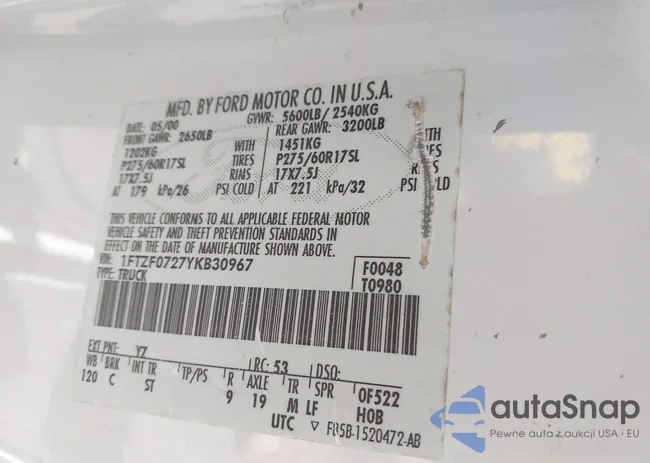 MFD. BY FORD MOTOR CO. IN U.S.A.
DATE: 05/00 GVWR: 5600LB/ 2540KG
FRONT GAWR: 2650LB REAR GAWR: 3200LB
1202KG WITH 1451KG WITH
P275/60R17SL TIRES P275/60R17SL TIRES
17X7.5J RIMS 17X7.5J RIMS
AT 179 kPa/26 PSI COLD AT 221 kPa/32 PSI COLD
THIS VEHICLE CONFORMS TO ALL APPLICABLE FEDERAL MOTOR
VEHICLE SAFETY AND THEFT PREVENTION STANDARDS IN
EFFECT ON THE DATE OF MANUFACTURE SHOWN ABOVE.
VIN: 1FTZF0727YKB30967 F0048
TYPE: TRUCK T0980
EXT PNT: YZ RC: 53 DSO:
WB BRK INT TR TP/PS R AXLE TR SPR 0F522
120 C ST 9 19 M LF HOB
UTC ▽ F85B-1520472-AB
autaSnap
Pewne auto z aukcji USA i EU